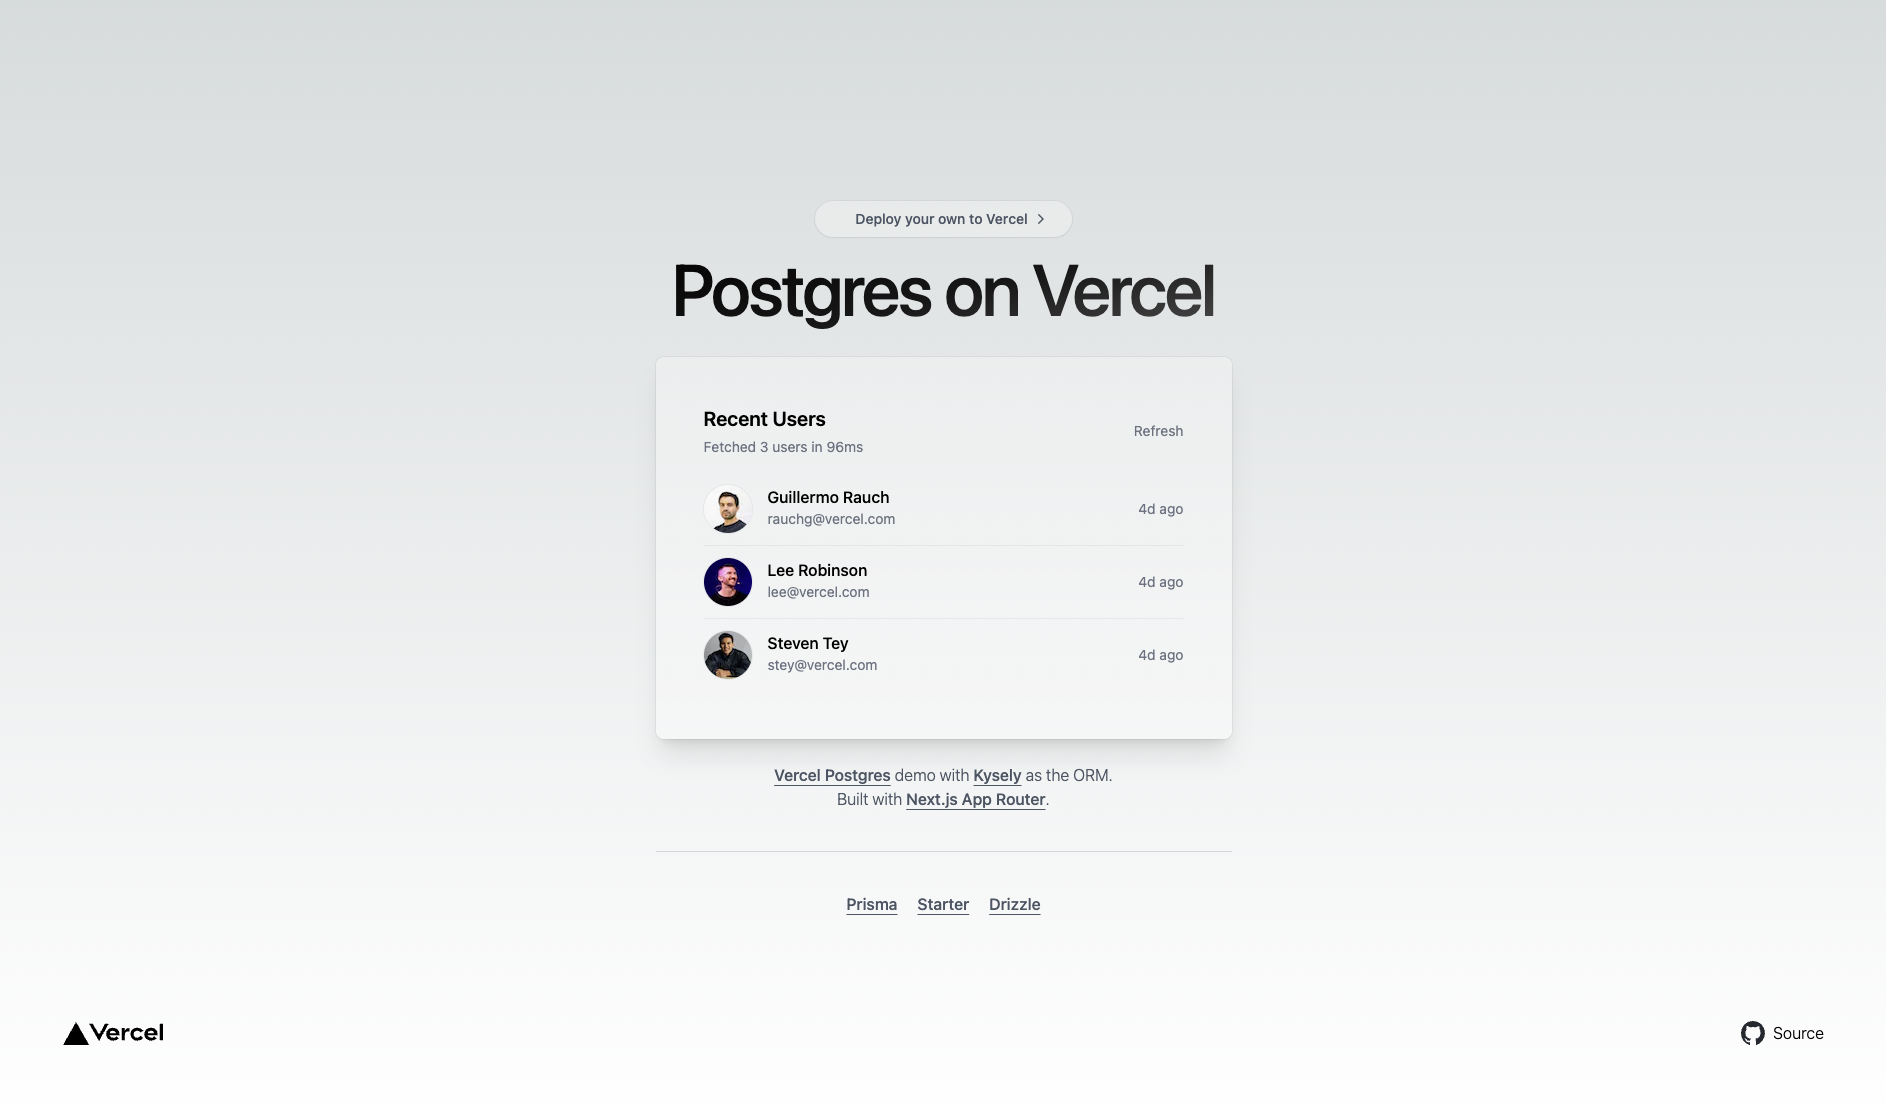 Deploy your own to Vercel
Postgres on Vercel
Recent Users
Fetched 3 users in 96ms
Refresh
Guillermo Rauch
rauchg@vercel.com
4d ago
Lee Robinson
lee@vercel.com
4d ago
Steven Tey
stey@vercel.com
4d ago
Vercel Postgres demo with Kysely as the ORM.
Built with Next.js App Router.
Prisma Starter Drizzle
Vercel
Source